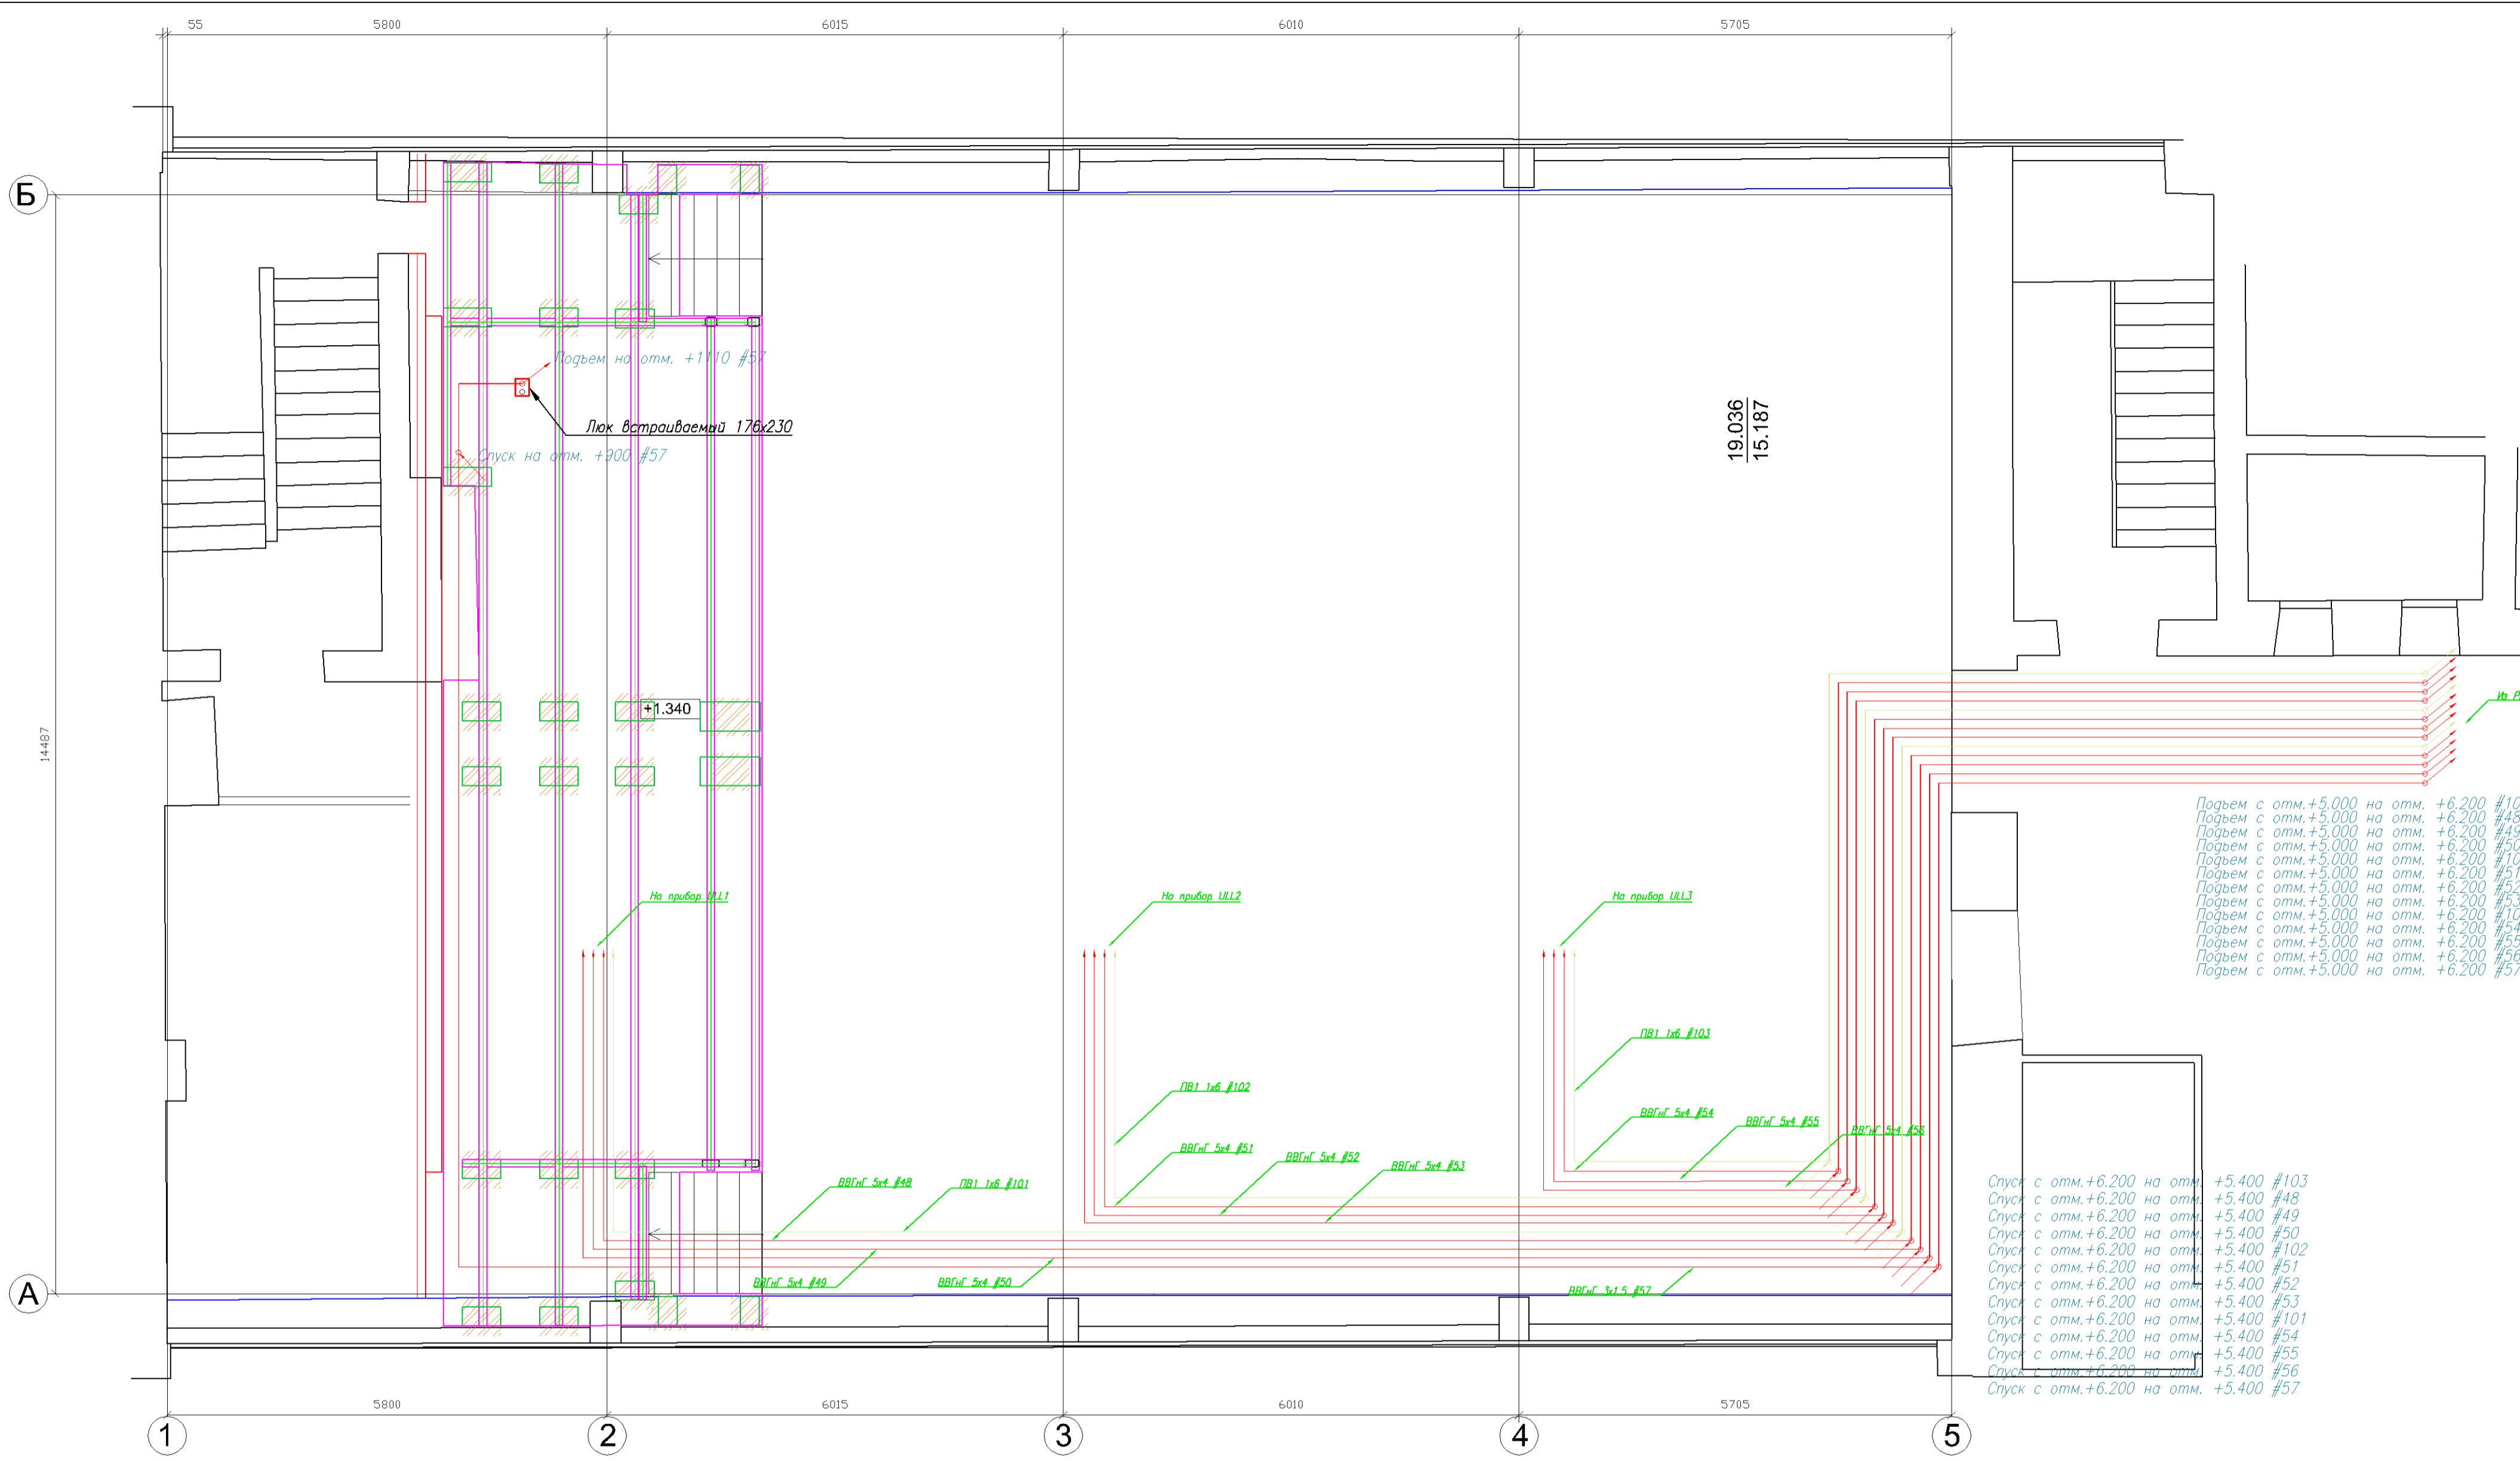 55
5800
6015
6010
5705
Б
Подъем на отм. +1110 #57
Люк встраиваемый 176х230
Спуск на отм. +900 #57
19.036
15.187
+1.340
14487
Из
Подъем с отм.+5.000 на отм. +6.200 #10
Подъем с отм.+5.000 на отм. +6.200 #48
Подъем с отм.+5.000 на отм. +6.200 #49
Подъем с отм.+5.000 на отм. +6.200 #50
Подъем с отм.+5.000 на отм. +6.200 #10
Подъем с отм.+5.000 на отм. +6.200 #51
Подъем с отм.+5.000 на отм. +6.200 #52
Подъем с отм.+5.000 на отм. +6.200 #53
Подъем с отм.+5.000 на отм. +6.200 #10
Подъем с отм.+5.000 на отм. +6.200 #54
Подъем с отм.+5.000 на отм. +6.200 #55
Подъем с отм.+5.000 на отм. +6.200 #56
Подъем с отм.+5.000 на отм. +6.200 #57
На прибор ULL1
На прибор ULL2
На прибор ULL3
ПВ1 1х6 #103
ПВ1 1х6 #102
ВВГнГ 5х4 #54
ВВГнГ 5х4 #55
ВВГнГ 5х4 #56
ВВГнГ 5х4 #51
ВВГнГ 5х4 #52
ВВГнГ 5х4 #53
ВВГнГ 5х4 #48
ПВ1 1х6 #101
ВВГнГ 5х4 #49
ВВГнГ 5х4 #50
ВВГнГ 3х1.5 #57
Спуск с отм.+6.200 на отм. +5.400 #103
Спуск с отм.+6.200 на отм. +5.400 #48
Спуск с отм.+6.200 на отм. +5.400 #49
Спуск с отм.+6.200 на отм. +5.400 #50
Спуск с отм.+6.200 на отм. +5.400 #102
Спуск с отм.+6.200 на отм. +5.400 #51
Спуск с отм.+6.200 на отм. +5.400 #52
Спуск с отм.+6.200 на отм. +5.400 #53
Спуск с отм.+6.200 на отм. +5.400 #101
Спуск с отм.+6.200 на отм. +5.400 #54
Спуск с отм.+6.200 на отм. +5.400 #55
Спуск с отм.+6.200 на отм. +5.400 #56
Спуск с отм.+6.200 на отм. +5.400 #57
А
5800
6015
6010
5705
1
2
3
4
5